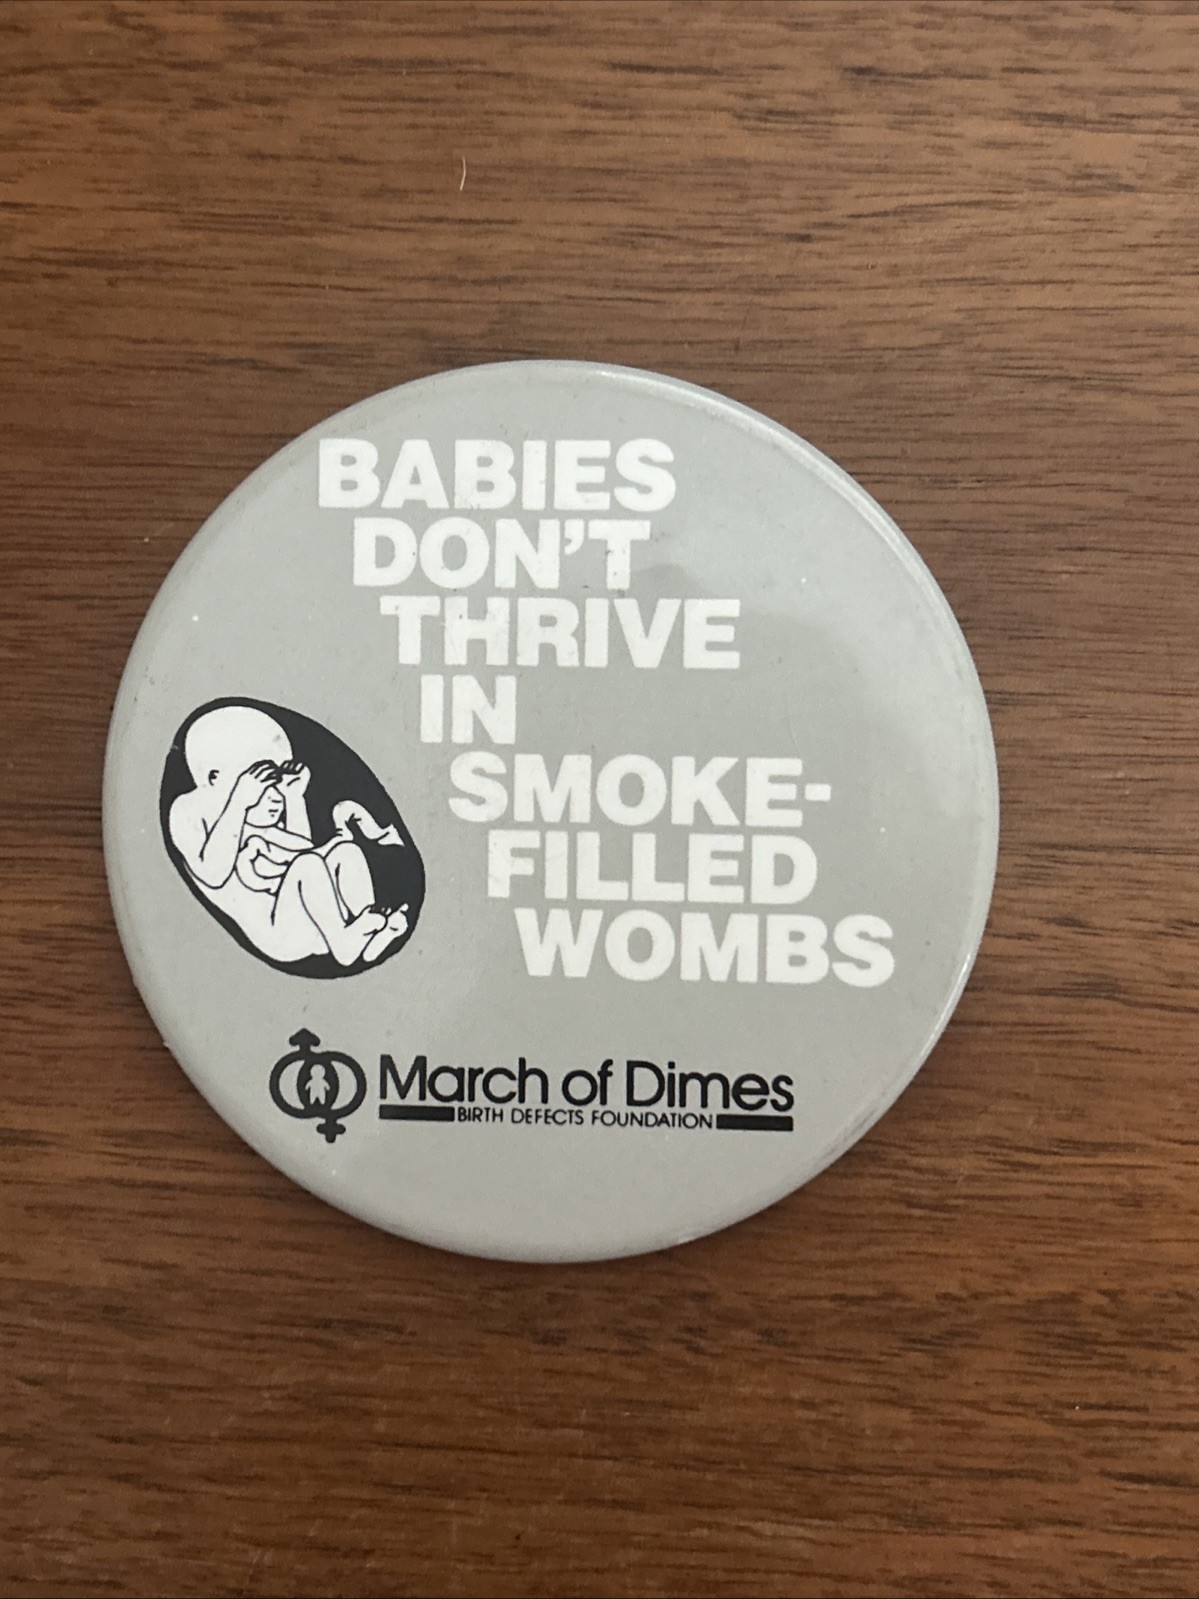 BABIES
DON'T
THRIVE
IN
SMOKE-
FILLED
WOMBS
March of Dimes
BIRTH DEFECTS FOUNDATION